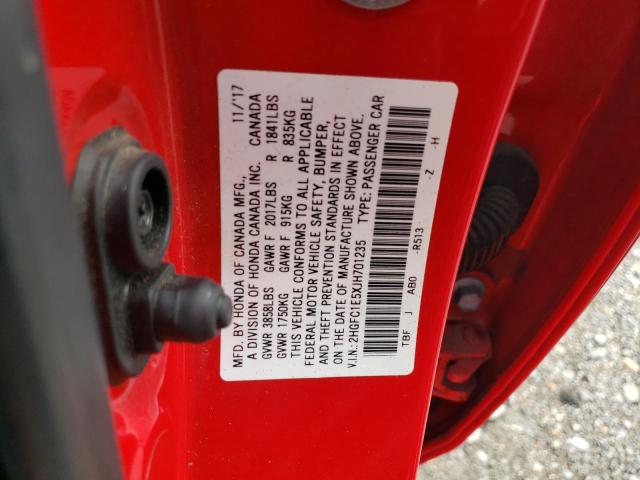 MFD. BY HONDA OF CANADA MFG., 11/'17
A DIVISION OF HONDA CANADA INC. CANADA
GVWR 3858LBS GAWR F 2017LBS R 1841LBS
GVWR 1750KG GAWR F 915KG R 835KG
THIS VEHICLE CONFORMS TO ALL APPLICABLE
FEDERAL MOTOR VEHICLE SAFETY, BUMPER,
AND THEFT PREVENTION STANDARDS IN EFFECT
ON THE DATE OF MANUFACTURE SHOWN ABOVE.
V.I.N.: 2HGFC1E5XJH701235 TYPE: PASSENGER CAR
TBF J AB0 -R513 -Z -H